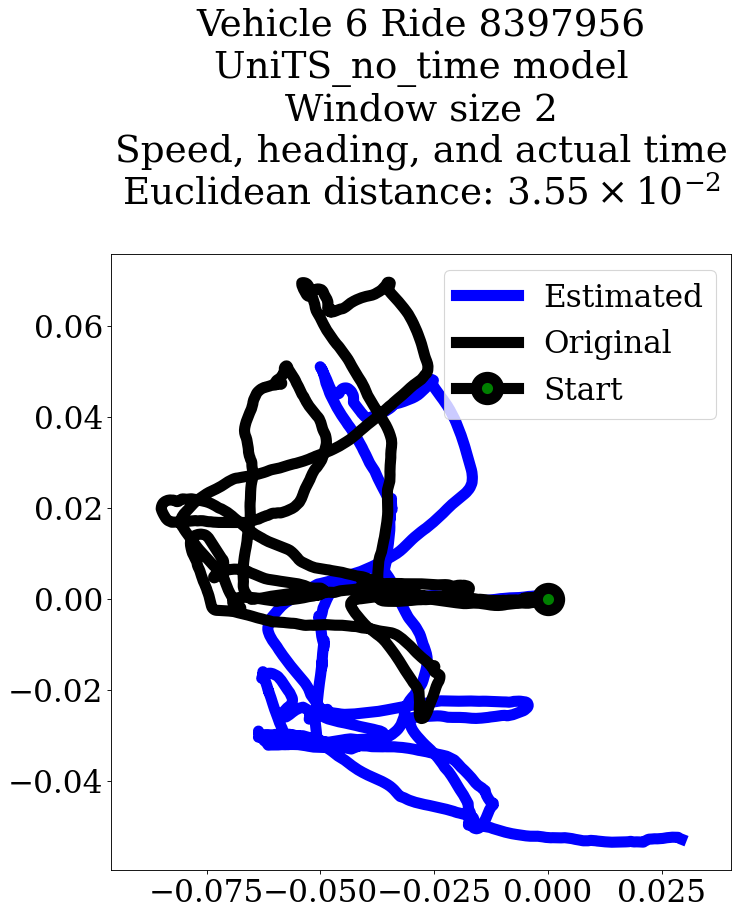 Vehicle 6 Ride 8397956
UniTS_no_time model
Window size 2
Speed, heading, and actual time
Euclidean distance: 3.55 × 10⁻²
Estimated
Original
Start
0.06
0.04
0.02
0.00
−0.02
−0.04
−0.075 −0.050 −0.025 0.000 0.025